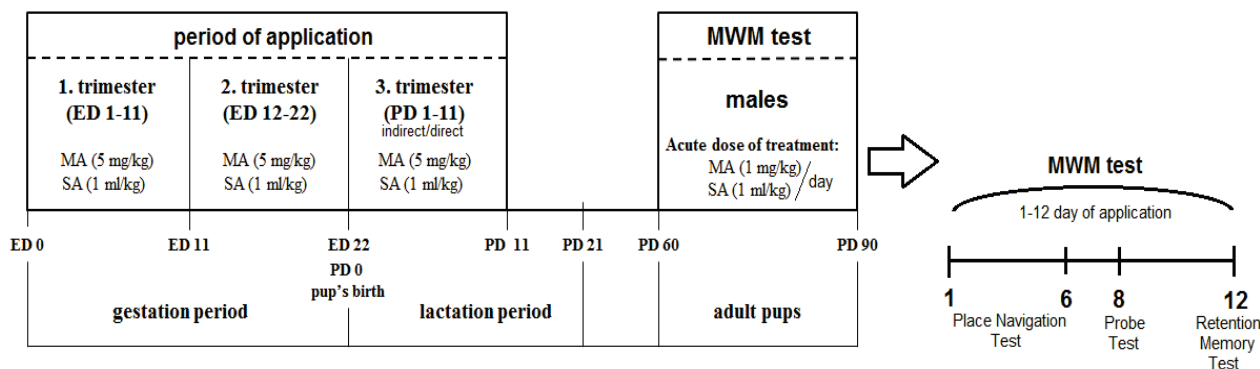 period of application
1. trimester
(ED 1-11)
MA (5 mg/kg)
SA (1 ml/kg)
2. trimester
(ED 12-22)
MA (5 mg/kg)
SA (1 ml/kg)
3. trimester
(PD 1-11)
indirect/direct
MA (5 mg/kg)
SA (1 ml/kg)
MWM test
males
Acute dose of treatment:
MA (1 mg/kg)
SA (1 ml/kg)
/day
ED 0
ED 11
ED 22
PD 0
pup's birth
PD 11
PD 21
PD 60
PD 90
gestation period
lactation period
adult pups
MWM test
1-12 day of application
1
6
8
12
Place Navigation
Test
Probe
Test
Retention
Memory
Test